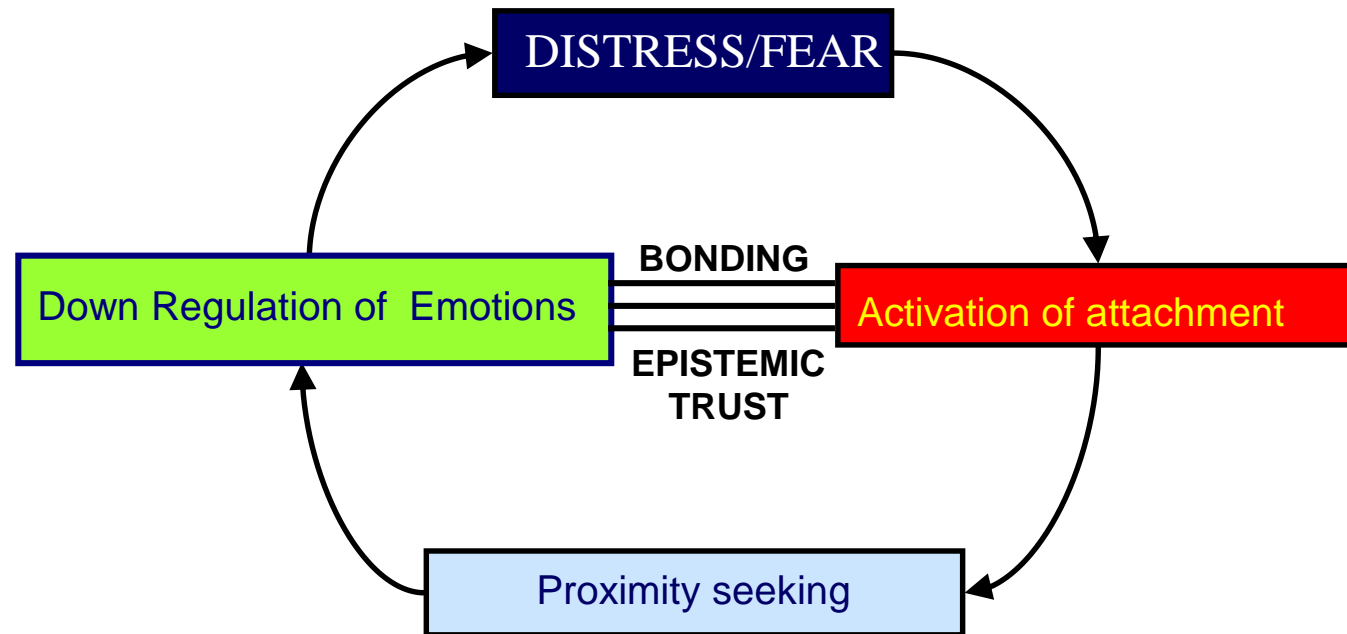 DISTRESS/FEAR
BONDING
Down Regulation of Emotions
Activation of attachment
EPISTEMIC
TRUST
Proximity seeking